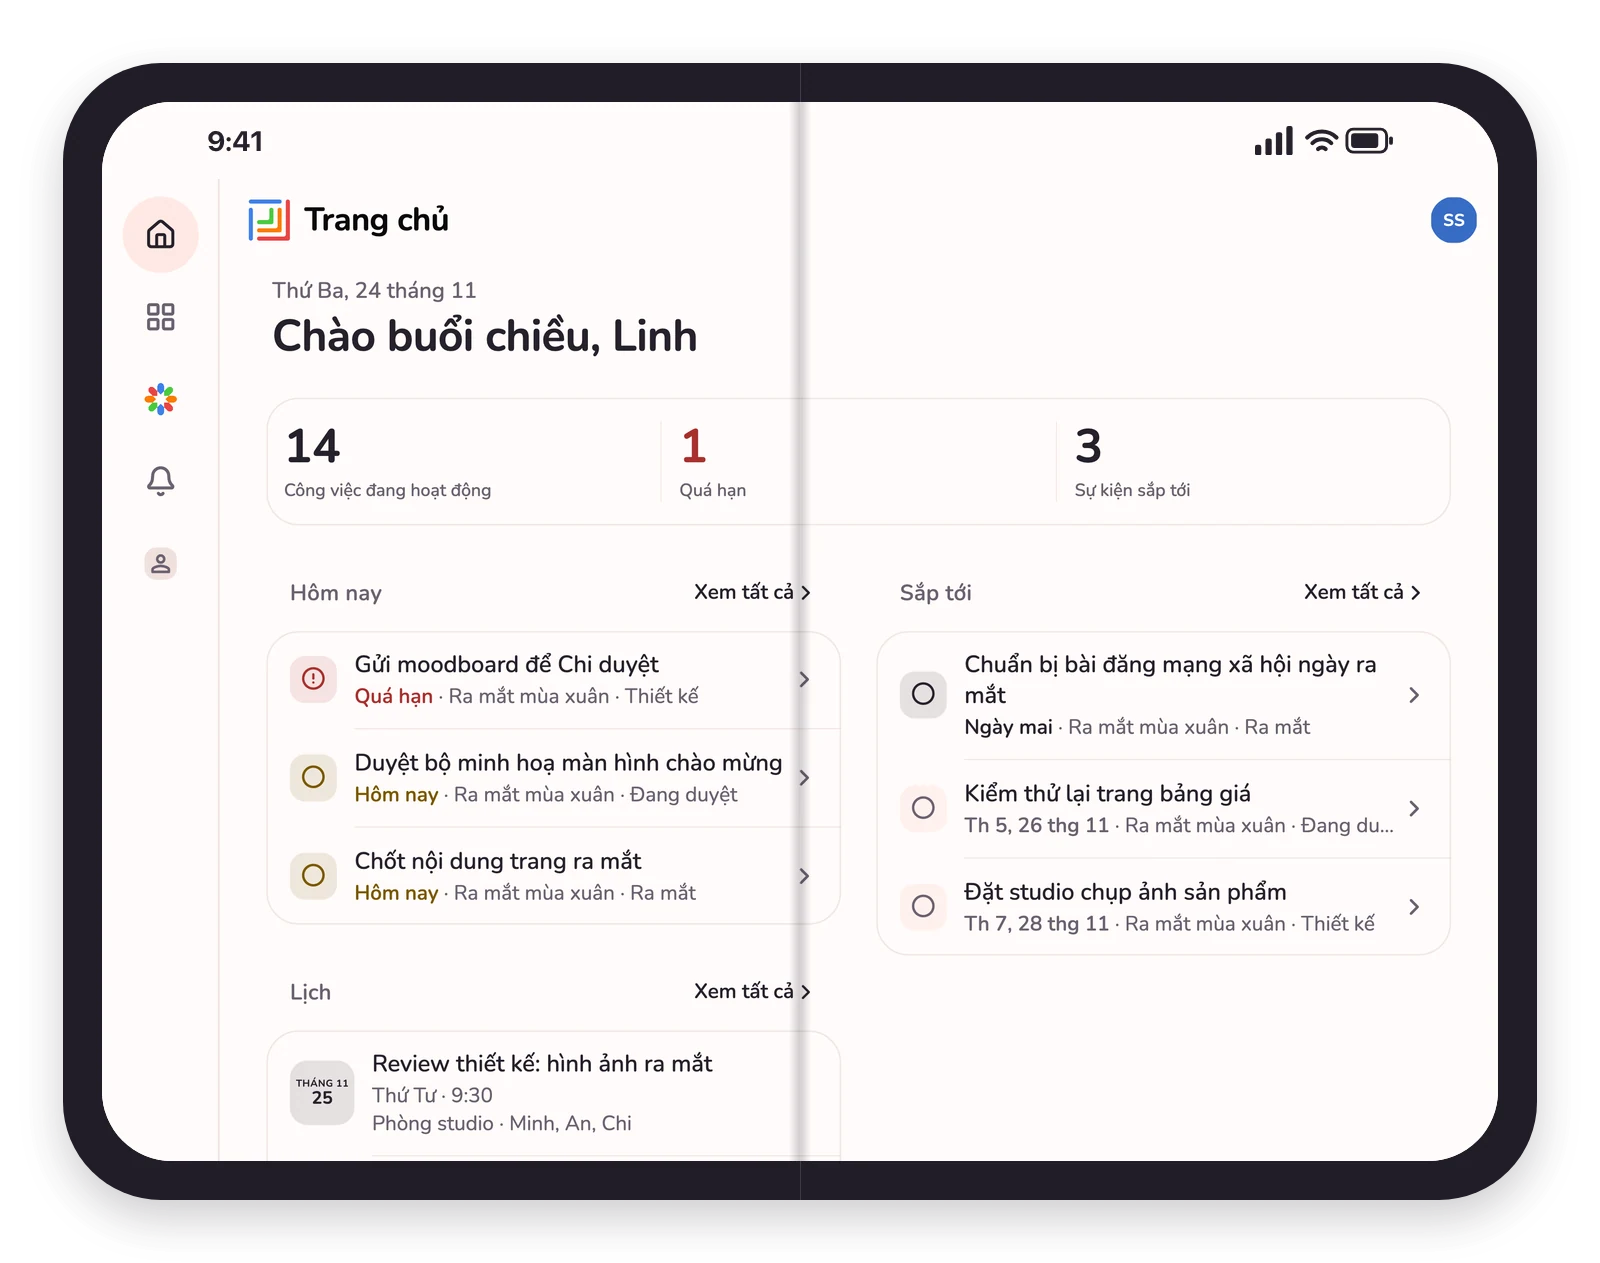 9:41
Trang chủ
SS
Thứ Ba, 24 tháng 11
Chào buổi chiều, Linh
14
Công việc đang hoạt động
1
Quá hạn
3
Sự kiện sắp tới
Hôm nay
Xem tất cả
Gửi moodboard để Chi duyệt
Quá hạn · Ra mắt mùa xuân · Thiết kế
Duyệt bộ minh hoạ màn hình chào mừng
Hôm nay · Ra mắt mùa xuân · Đang duyệt
Chốt nội dung trang ra mắt
Hôm nay · Ra mắt mùa xuân · Ra mắt
Sắp tới
Xem tất cả
Chuẩn bị bài đăng mạng xã hội ngày ra
mắt
Ngày mai · Ra mắt mùa xuân · Ra mắt
Kiểm thử lại trang bảng giá
Th 5, 26 thg 11 · Ra mắt mùa xuân · Đang du...
Đặt studio chụp ảnh sản phẩm
Th 7, 28 thg 11 · Ra mắt mùa xuân · Thiết kế
Lịch
Xem tất cả
THÁNG 11
25
Review thiết kế: hình ảnh ra mắt
Thứ Tư · 9:30
Phòng studio · Minh, An, Chi